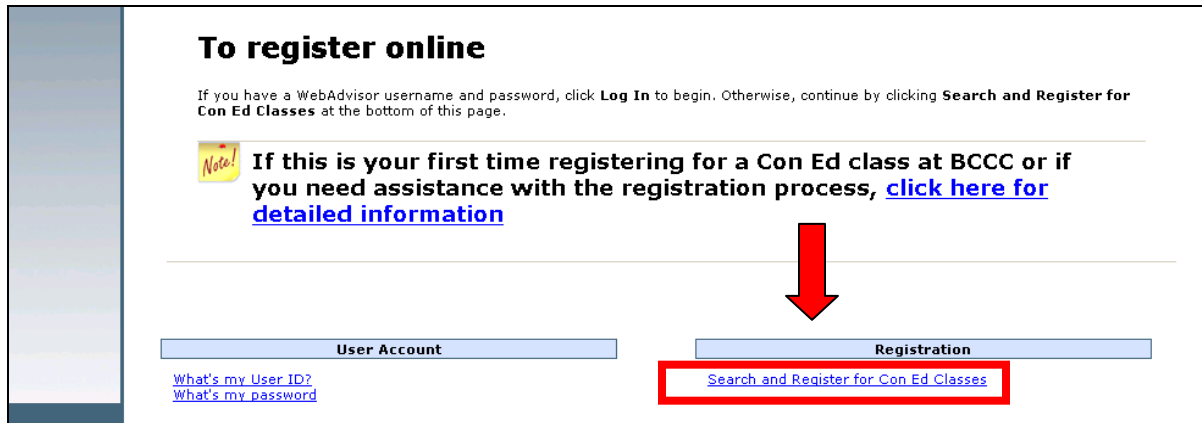 To register online
If you have a WebAdvisor username and password, click Log In to begin. Otherwise, continue by clicking Search and Register for
Con Ed Classes at the bottom of this page.
Note!
If this is your first time registering for a Con Ed class at BCCC or if
you need assistance with the registration process, click here for
detailed information
User Account
What's my User ID?
What's my password
Registration
Search and Register for Con Ed Classes